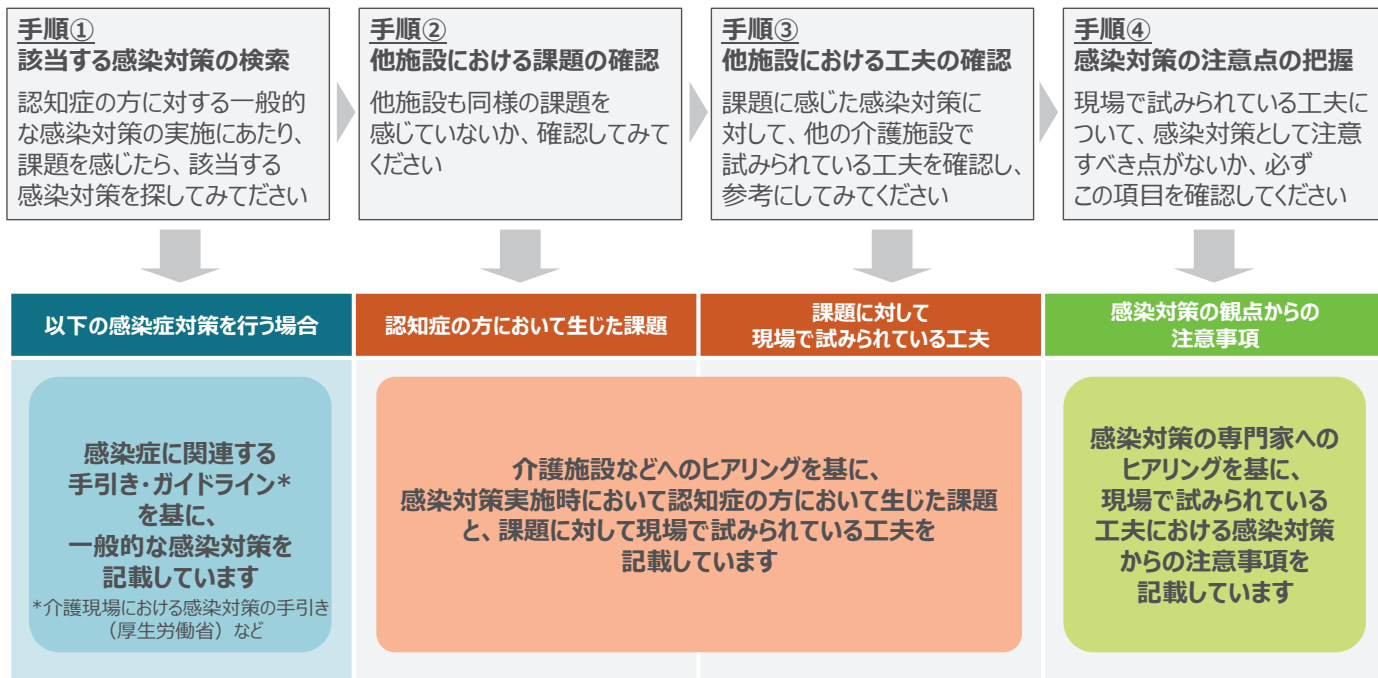 手順①
該当する感染対策の検索
認知症の方に対する一般的
な感染対策の実施にあたり、
課題を感じたら、該当する
感染対策を探してみてださい
手順②
他施設における課題の確認
他施設も同様の課題を
感じていないか、確認してみて
ください
手順③
他施設における工夫の確認
課題に感じた感染対策に
対して、他の介護施設で
試みられている工夫を確認し、
参考にしてみてください
手順④
感染対策の注意点の把握
現場で試みられている工夫に
ついて、感染対策として注意
すべき点がないか、必ず
この項目を確認してください
以下の感染症対策を行う場合
認知症の方において生じた課題
課題に対して
現場で試みられている工夫
感染対策の観点からの
注意事項
感染症に関連する
手引き・ガイドライン*
を基に、
一般的な感染対策を
記載しています
*介護現場における感染対策の手引き
（厚生労働省）など
介護施設などへのヒアリングを基に、
感染対策実施時において認知症の方において生じた課題
と、課題に対して現場で試みられている工夫を
記載しています
感染対策の専門家への
ヒアリングを基に、
現場で試みられている
工夫における感染対策
からの注意事項を
記載しています